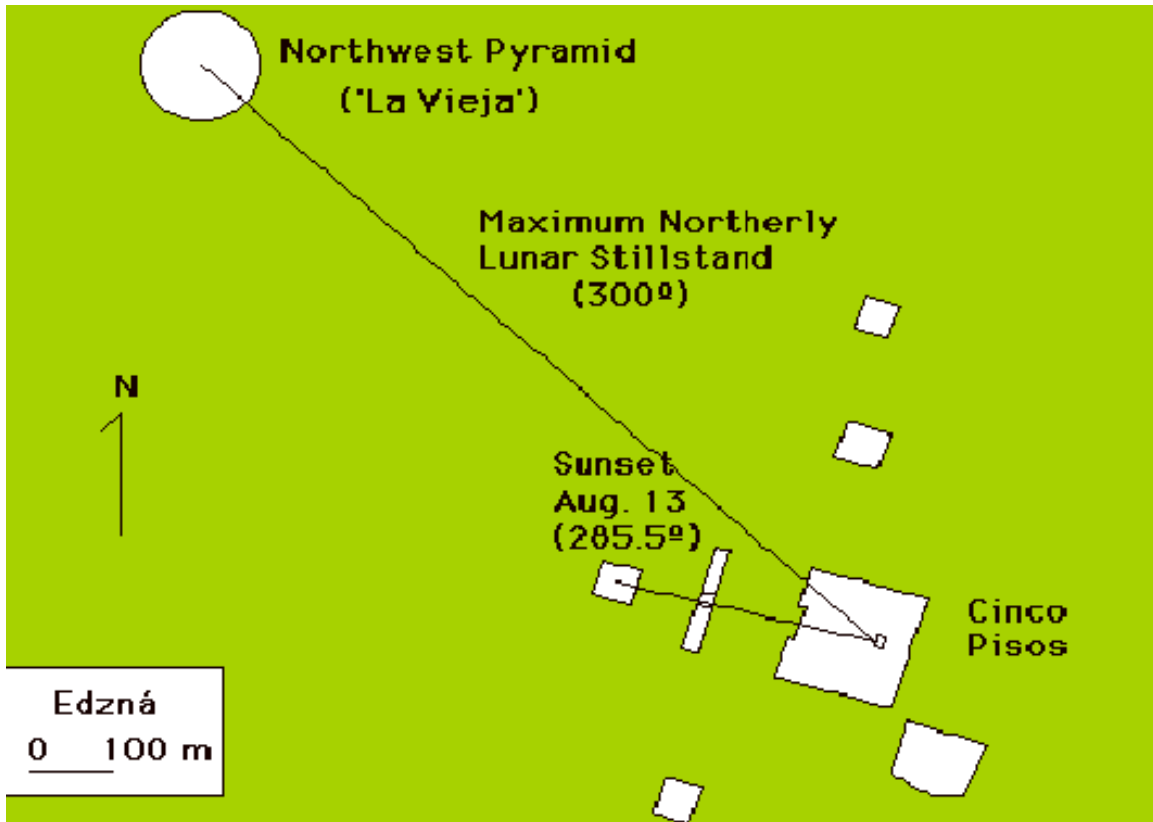 Northwest Pyramid
("La Vieja')
Maximum Northerly
Lunar Stillstand
(300º)
N
Sunset
Aug. 13
(285.5º)
Cinco
Pisos
Edzná
0 100 m